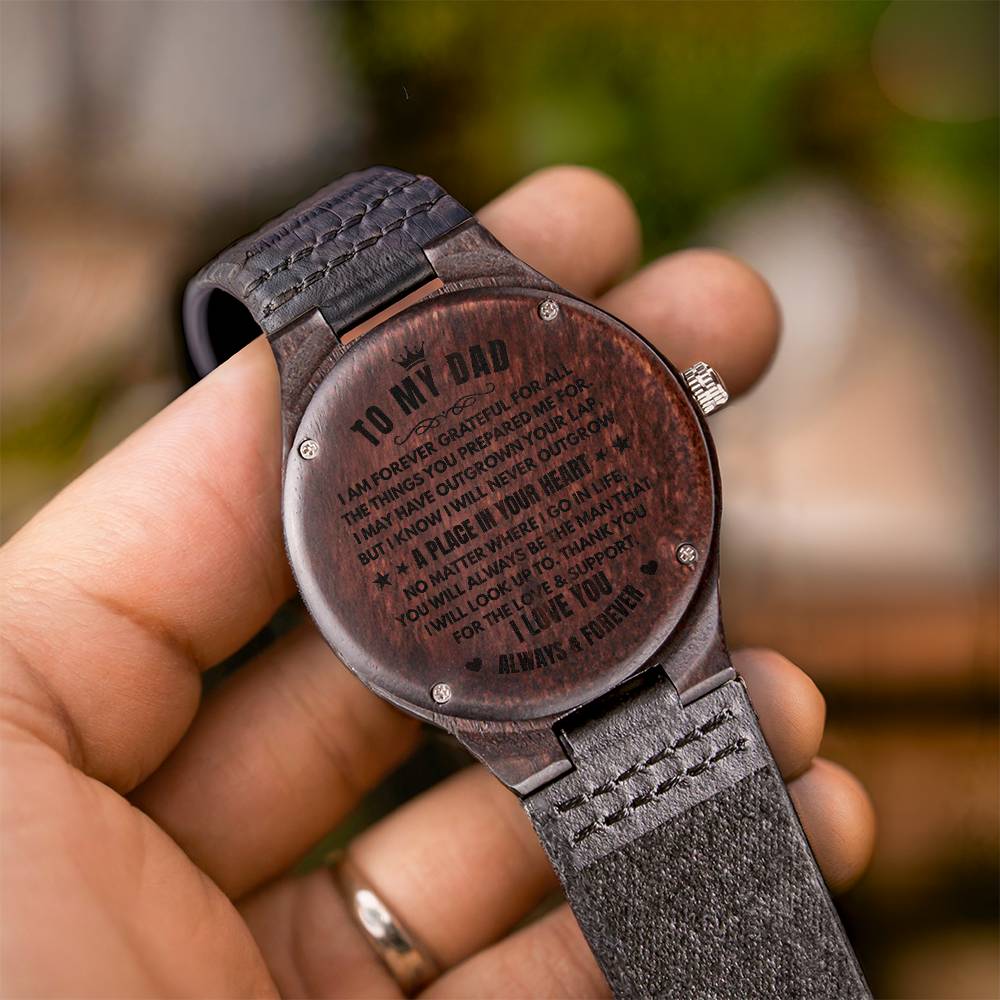 TO MY DAD
I AM FOREVER GRATEFUL FOR ALL
THE THINGS YOU PREPARED ME FOR.
I MAY HAVE OUTGROWN YOUR LAP,
BUT I KNOW I WILL NEVER OUTGROW
A PLACE IN YOUR HEART
NO MATTER WHERE I GO IN LIFE,
YOU WILL ALWAYS BE THE MAN THAT
I WILL LOOK UP TO. THANK YOU
FOR THE LOVE & SUPPORT!
I LOVE YOU
ALWAYS & FOREVER